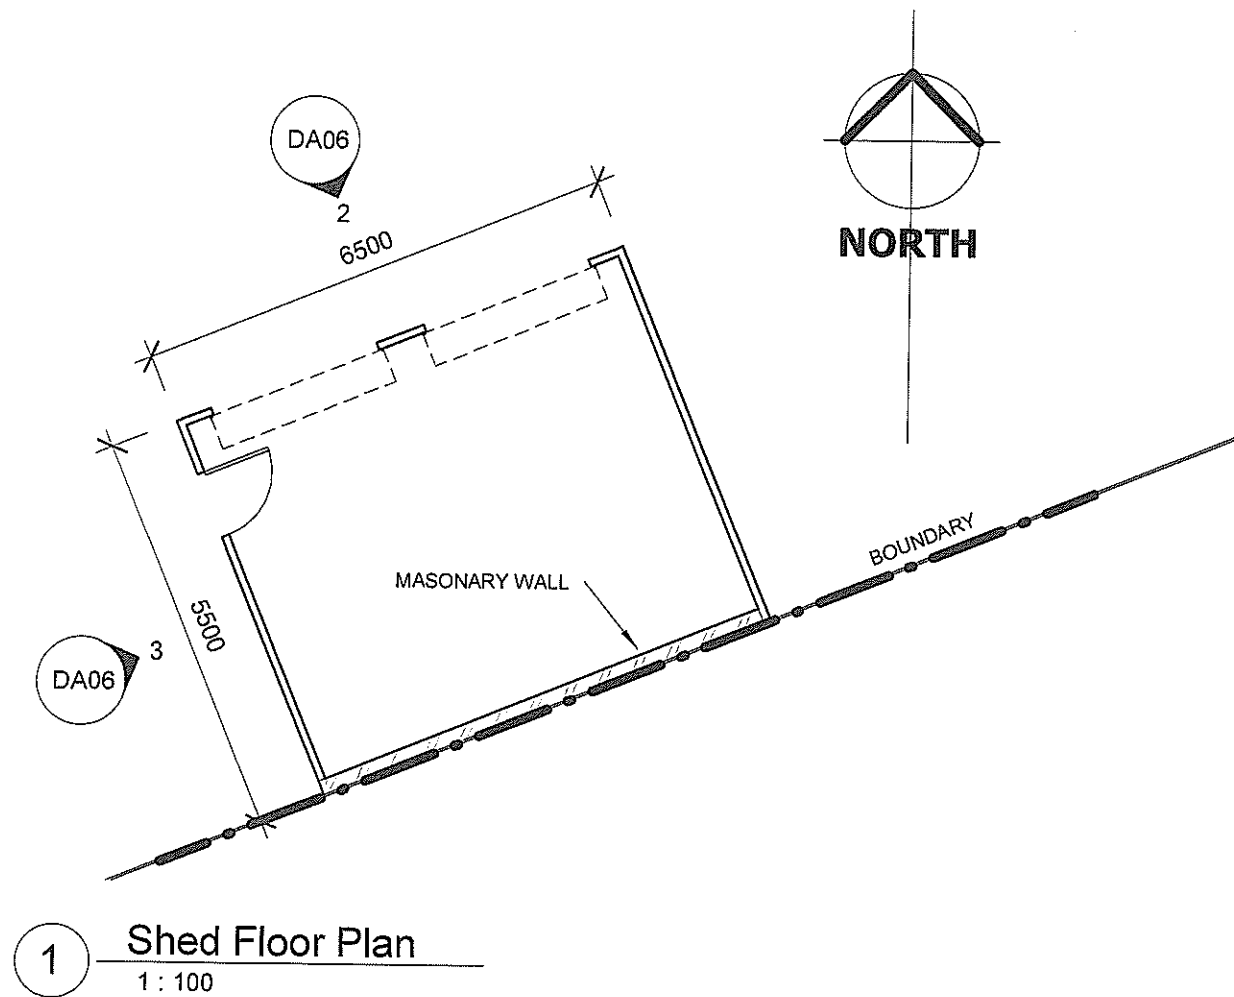 DA06
2
6500
NORTH
BOUNDARY
MASONARY WALL
5500
3
DA06
1
Shed Floor Plan
1 : 100